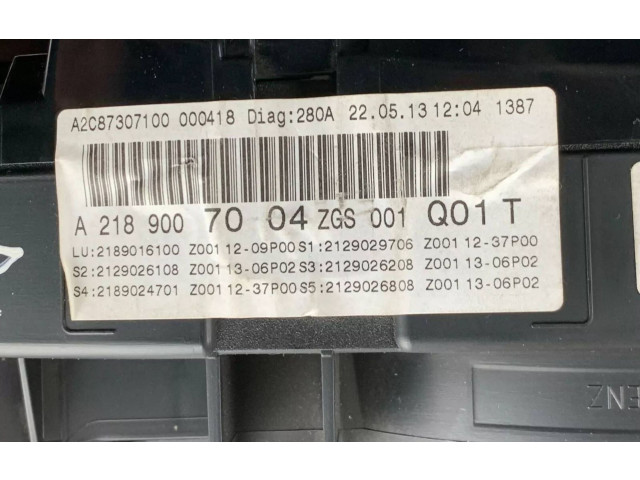 A2C87307100 000418 Diag:280A 22.05.13 12:04 1387
A 218 900 70 04 ZGS 001 Q01 T
LU:2189016100 Z001 12-09P00 S1:2129029706 Z001 12-37P00
S2:2129026108 Z001 13-06P02 S3:2129026208 Z001 13-06P02
S4:2189024701 Z001 12-37P00 S5:2129026808 Z001 13-06P02
ENZ